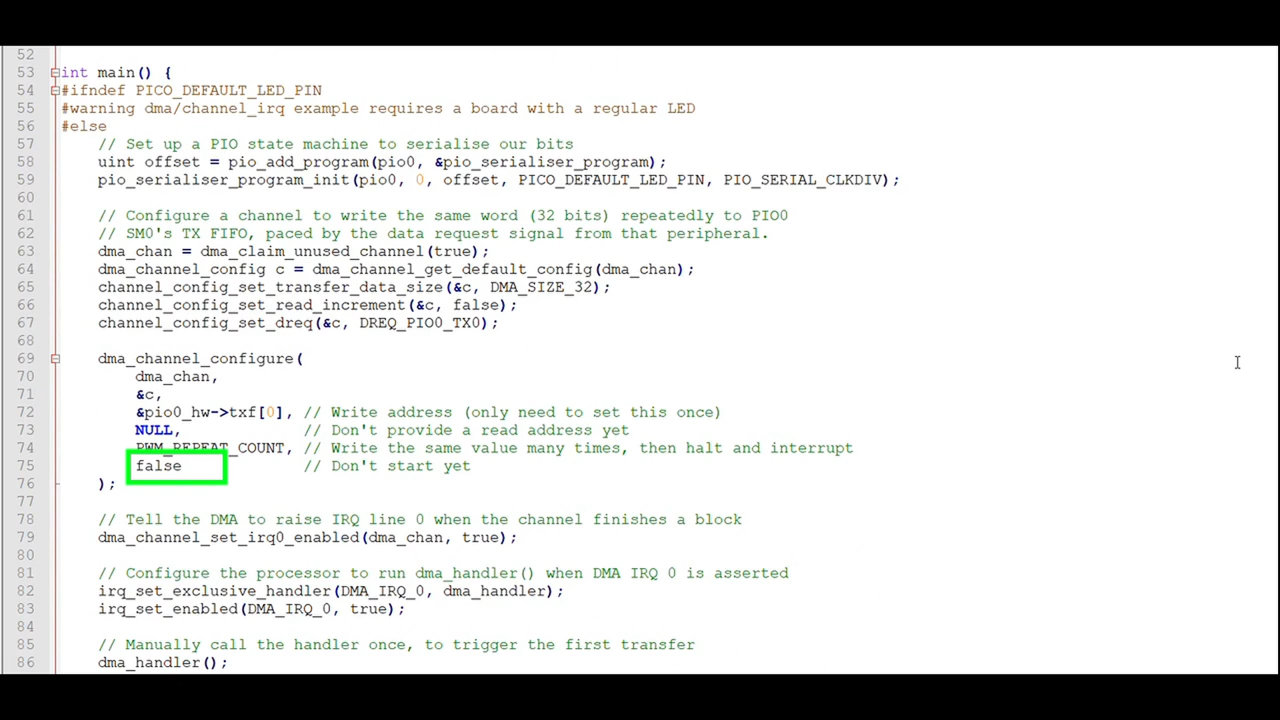 52
53 int main() {
54 #ifndef PICO_DEFAULT_LED_PIN
55 #warning dma/channel_irq example requires a board with a regular LED
56 #else
57 // Set up a PIO state machine to serialise our bits
58 uint offset = pio_add_program(pio0, &pio_serialiser_program);
59 pio_serialiser_program_init(pio0, 0, offset, PICO_DEFAULT_LED_PIN, PIO_SERIAL_CLKDIV);
60
61 // Configure a channel to write the same word (32 bits) repeatedly to PIO0
62 // SM0's TX FIFO, paced by the data request signal from that peripheral.
63 dma_chan = dma_claim_unused_channel(true);
64 dma_channel_config c = dma_channel_get_default_config(dma_chan);
65 channel_config_set_transfer_data_size(&c, DMA_SIZE_32);
66 channel_config_set_read_increment(&c, false);
67 channel_config_set_dreq(&c, DREQ_PIO0_TX0);
68
69 dma_channel_configure(
70 dma_chan,
71 &c,
72 &pio0_hw->txf[0], // Write address (only need to set this once)
73 NULL, // Don't provide a read address yet
74 PWM_REPEAT_COUNT, // Write the same value many times, then halt and interrupt
75 false // Don't start yet
76 );
77
78 // Tell the DMA to raise IRQ line 0 when the channel finishes a block
79 dma_channel_set_irq0_enabled(dma_chan, true);
80
81 // Configure the processor to run dma_handler() when DMA IRQ 0 is asserted
82 irq_set_exclusive_handler(DMA_IRQ_0, dma_handler);
83 irq_set_enabled(DMA_IRQ_0, true);
84
85 // Manually call the handler once, to trigger the first transfer
86 dma_handler();